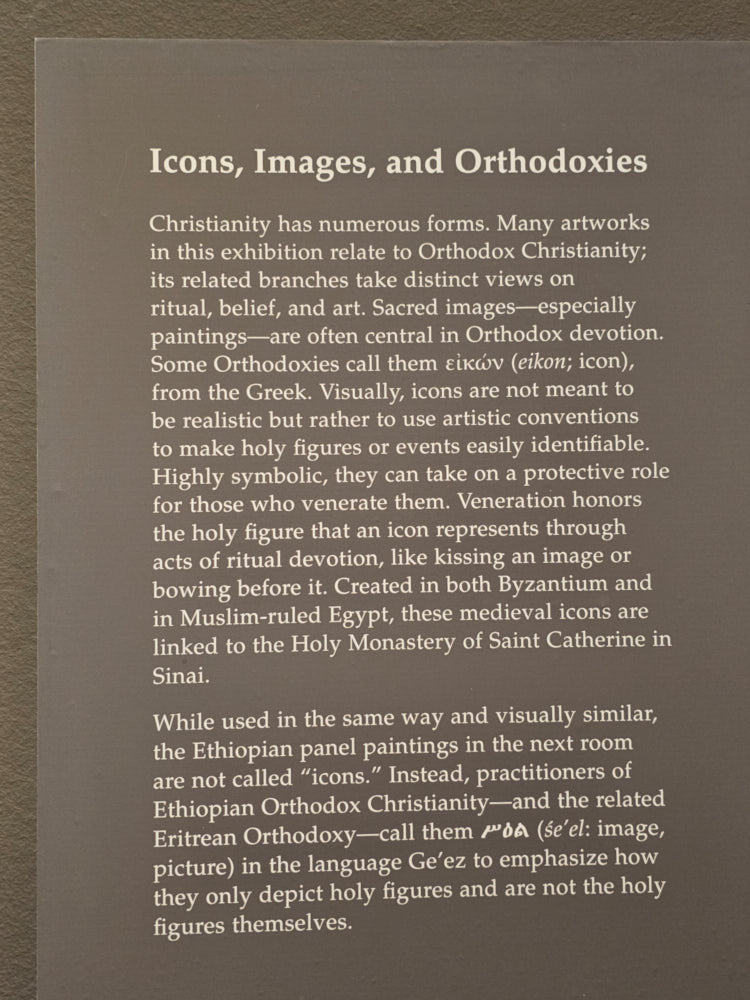 Icons, Images, and Orthodoxies
Christianity has numerous forms. Many artworks
in this exhibition relate to Orthodox Christianity;
its related branches take distinct views on
ritual, belief, and art. Sacred images—especially
paintings—are often central in Orthodox devotion.
Some Orthodoxies call them εἰκών (eikon; icon),
from the Greek. Visually, icons are not meant to
be realistic but rather to use artistic conventions
to make holy figures or events easily identifiable.
Highly symbolic, they can take on a protective role
for those who venerate them. Veneration honors
the holy figure that an icon represents through
acts of ritual devotion, like kissing an image or
bowing before it. Created in both Byzantium and
in Muslim-ruled Egypt, these medieval icons are
linked to the Holy Monastery of Saint Catherine in
Sinai.
While used in the same way and visually similar,
the Ethiopian panel paintings in the next room
are not called “icons.” Instead, practitioners of
Ethiopian Orthodox Christianity—and the related
Eritrean Orthodoxy—call them ሥዕል (śe’el: image,
picture) in the language Ge’ez to emphasize how
they only depict holy figures and are not the holy
figures themselves.